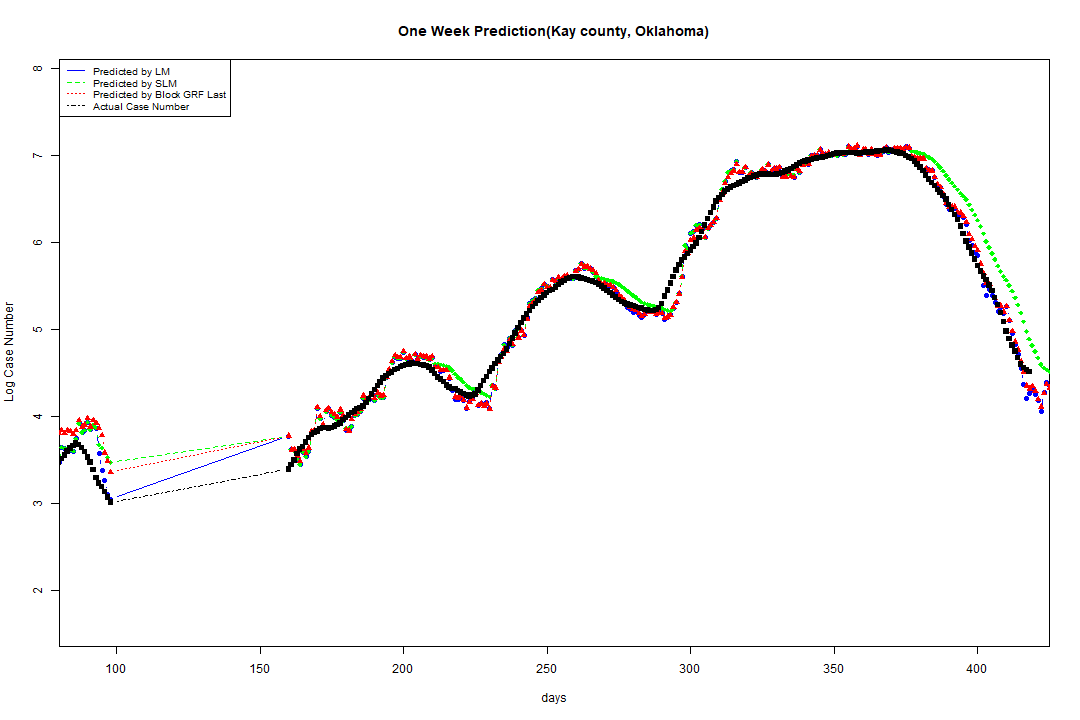 One Week Prediction(Kay county, Oklahoma)
Predicted by LM
Predicted by SLM
Predicted by Block GRF Last
Actual Case Number
Log Case Number
8
7
6
5
4
3
2
100 150 200 250 300 350 400
days